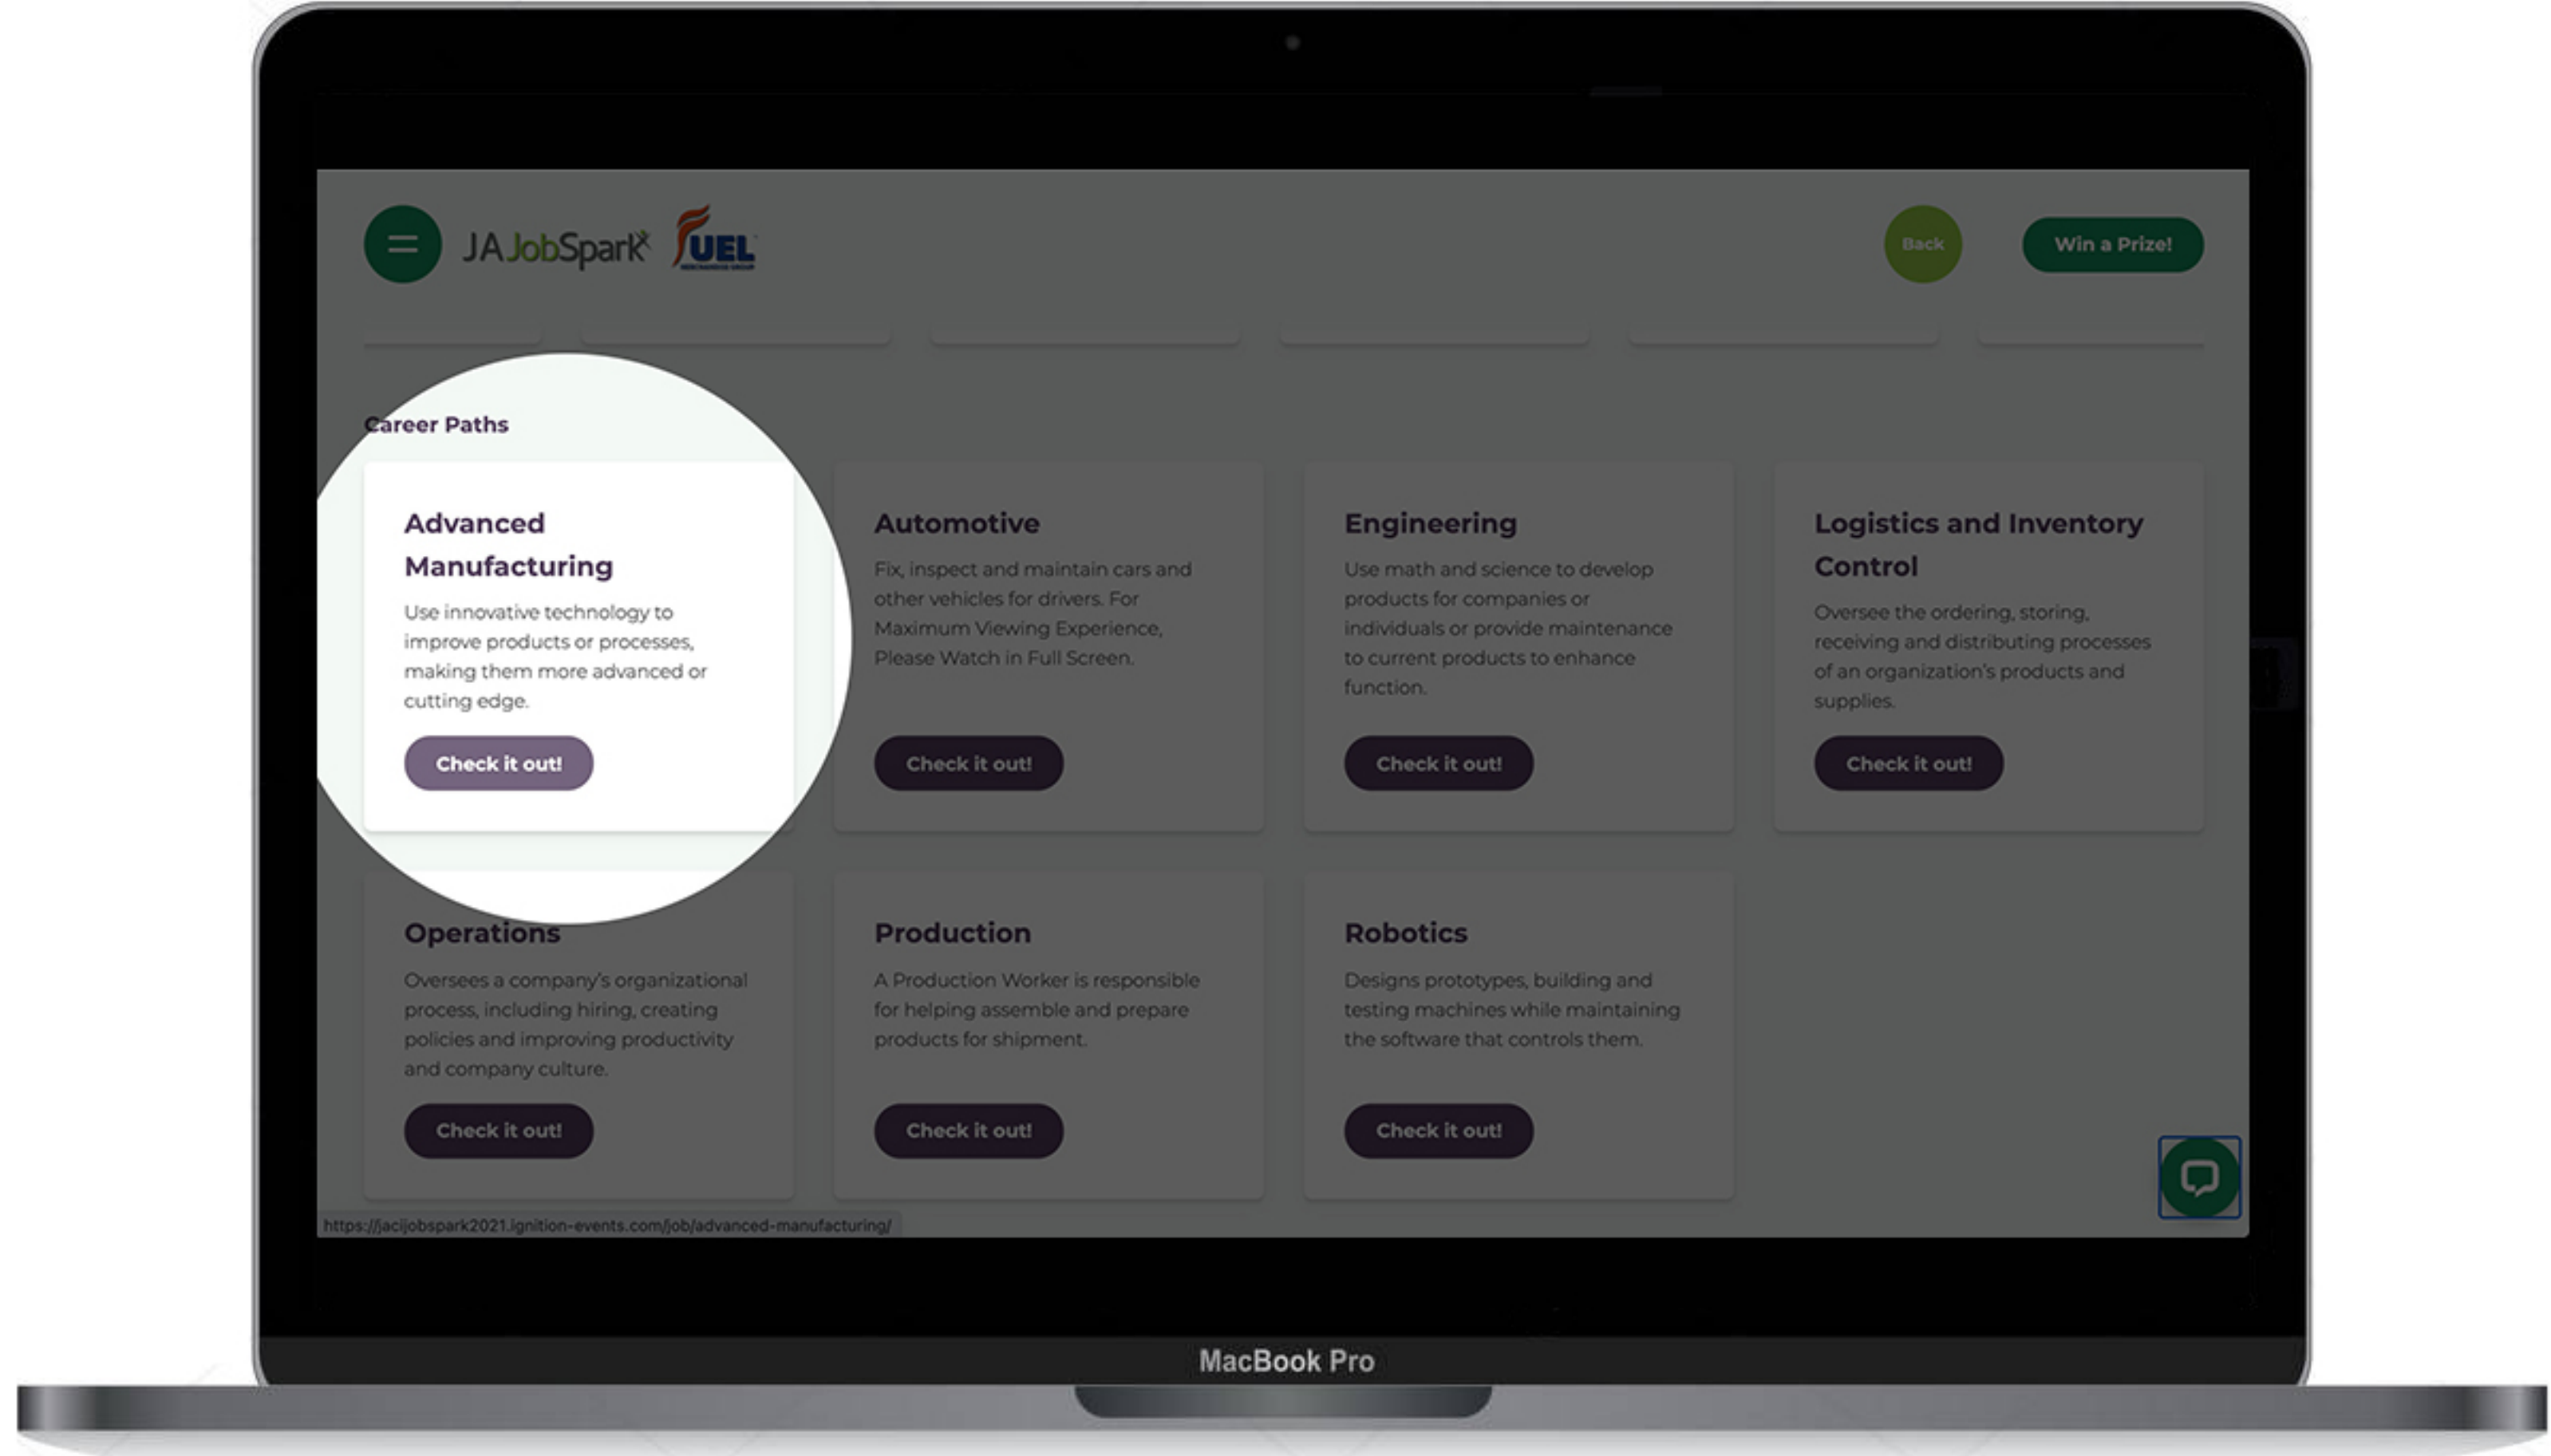 JA JobSpark
FUEL
Back
Win a Prize!
Career Paths
Advanced
Manufacturing
Use innovative technology to
improve products or processes,
making them more advanced or
cutting edge.
Check it out!
Automotive
Fix, inspect and maintain cars and
other vehicles for drivers. For
Maximum Viewing Experience,
Please Watch in Full Screen.
Check it out!
Engineering
Use math and science to develop
products for companies or
individuals or provide maintenance
to current products to enhance
function.
Check it out!
Logistics and Inventory
Control
Oversee the ordering, storing,
receiving and distributing processes
of an organization's products and
supplies.
Check it out!
Operations
Oversees a company's organizational
process, including hiring, creating
policies and improving productivity
and company culture.
Check it out!
Production
A Production Worker is responsible
for helping assemble and prepare
products for shipment.
Check it out!
Robotics
Designs prototypes, building and
testing machines while maintaining
the software that controls them.
Check it out!
https://jacijobspark2021.ignition-events.com/job/advanced-manufacturing/
MacBook Pro